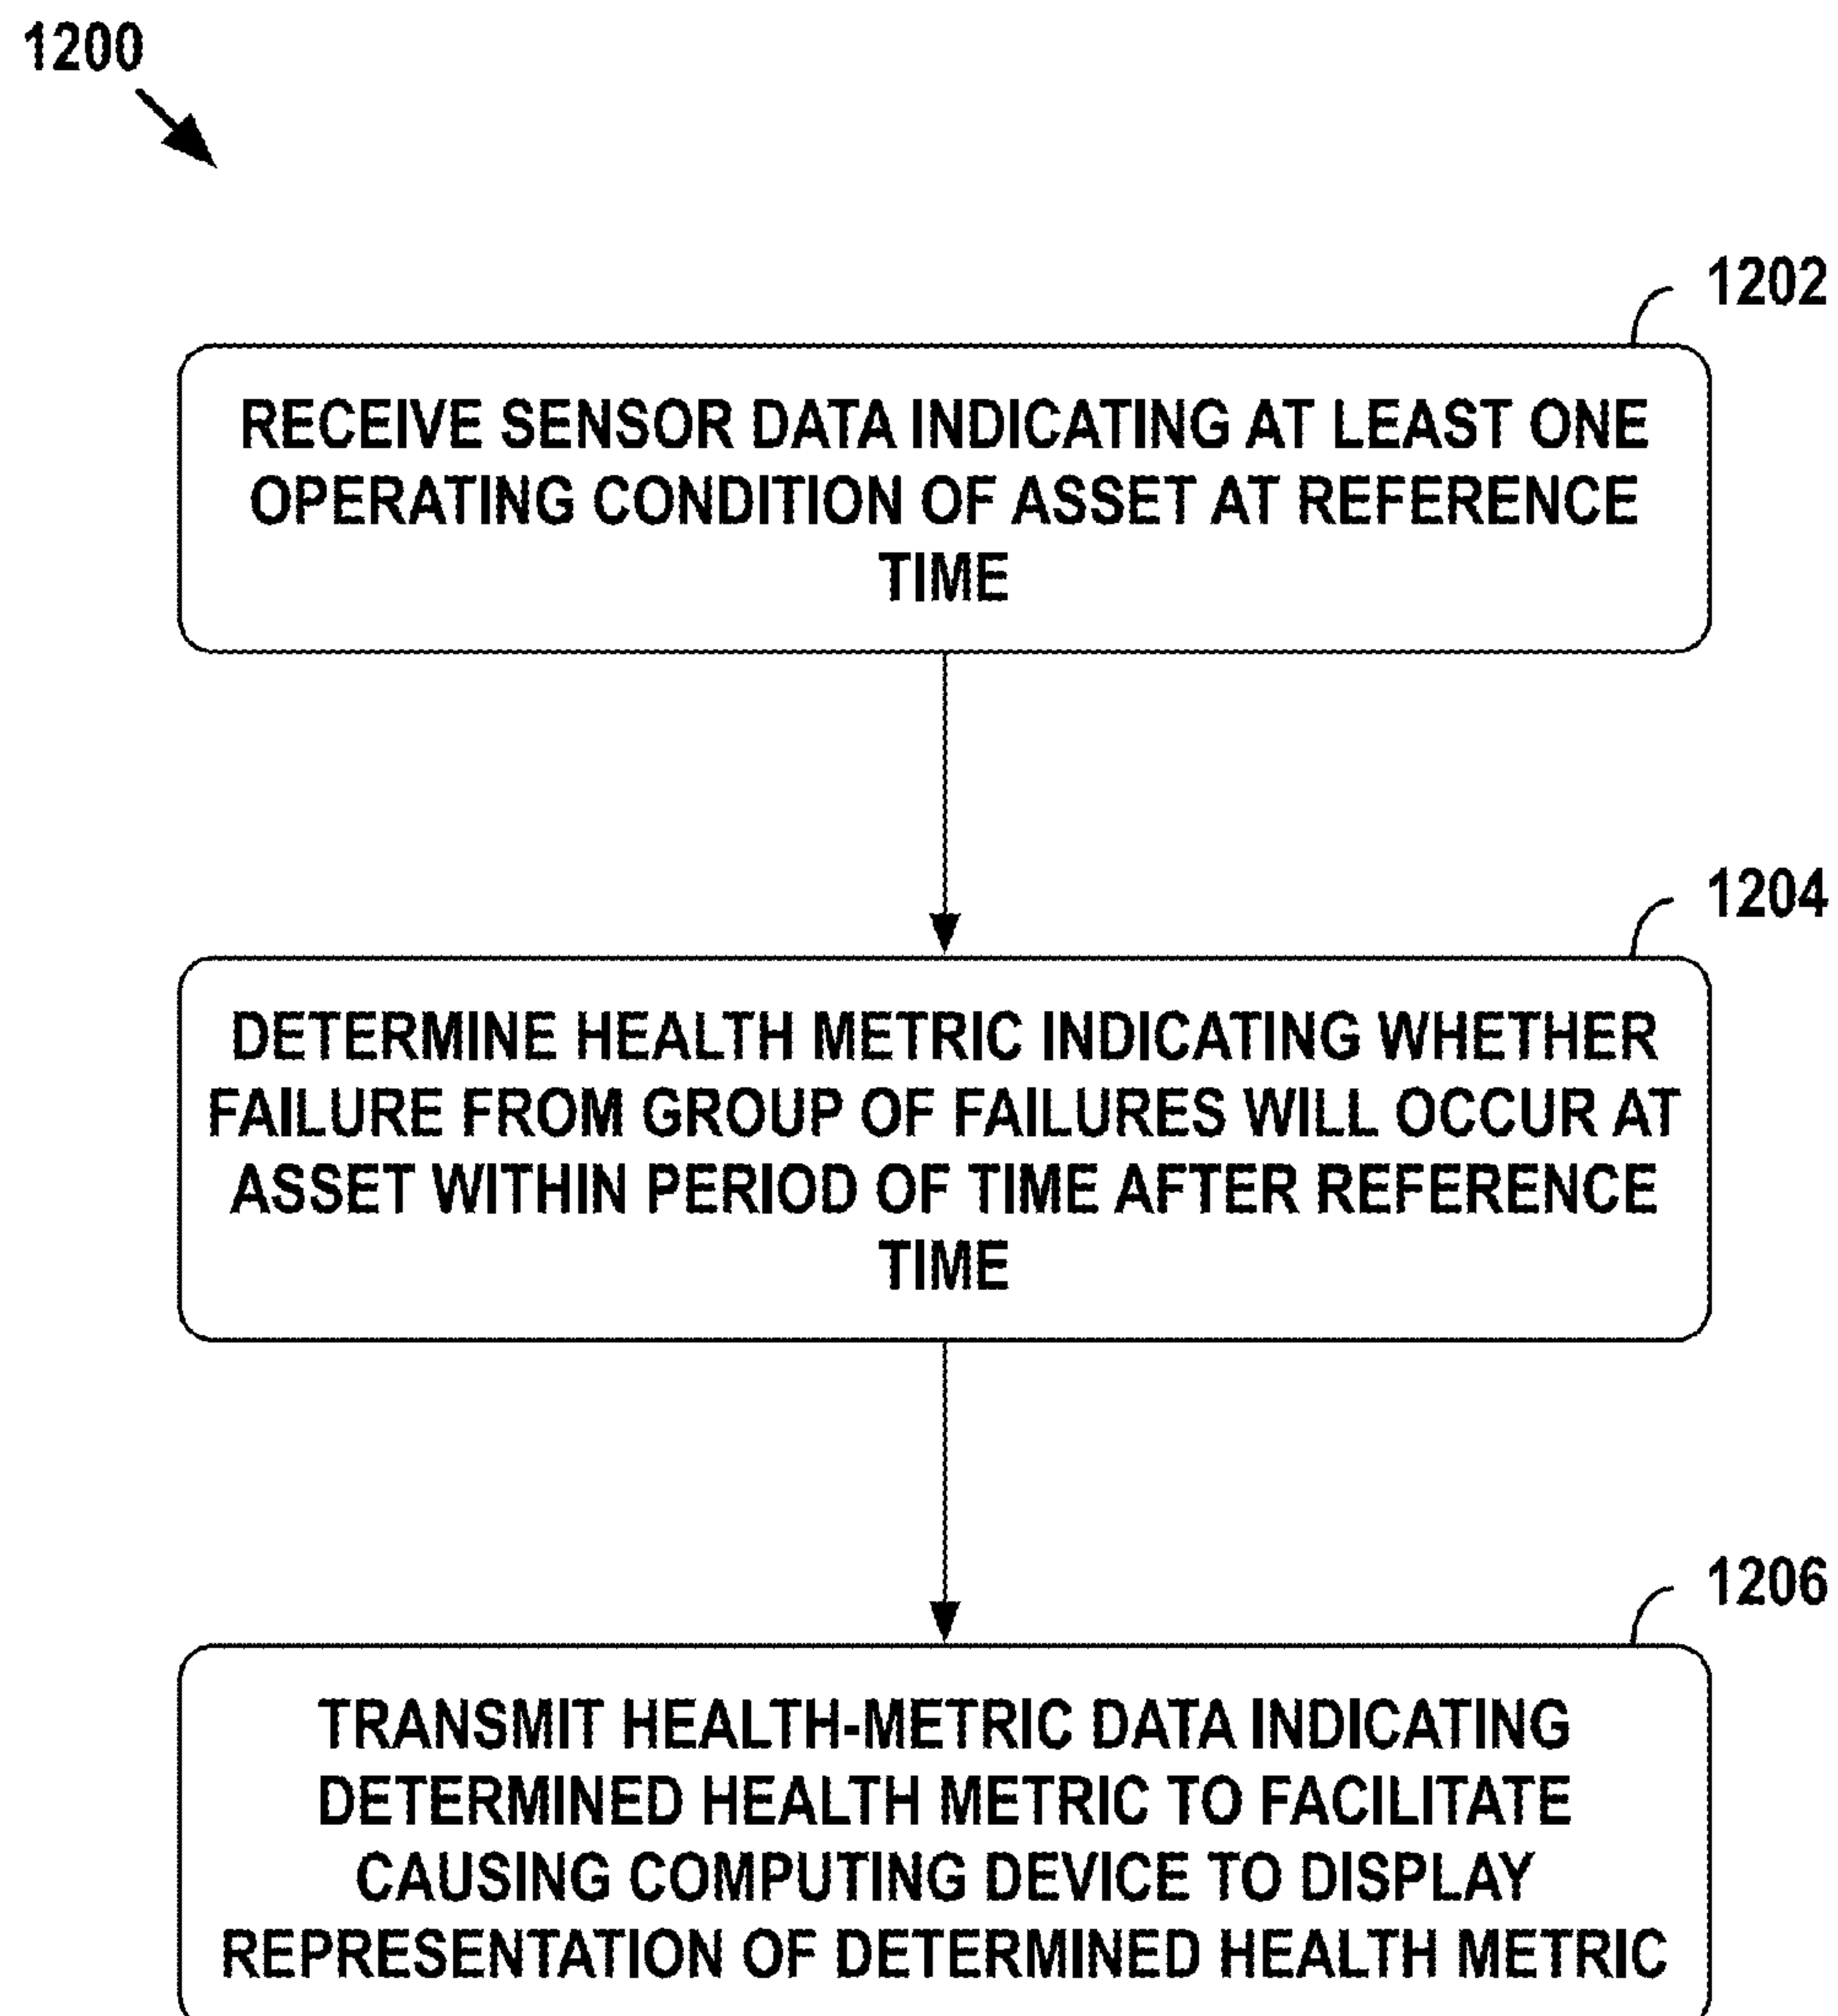 1200
1202
RECEIVE SENSOR DATA INDICATING AT LEAST ONE
OPERATING CONDITION OF ASSET AT REFERENCE
TIME
1204
DETERMINE HEALTH METRIC INDICATING WHETHER
FAILURE FROM GROUP OF FAILURES WILL OCCUR AT
ASSET WITHIN PERIOD OF TIME AFTER REFERENCE
TIME
1206
TRANSMIT HEALTH-METRIC DATA INDICATING
DETERMINED HEALTH METRIC TO FACILITATE
CAUSING COMPUTING DEVICE TO DISPLAY
REPRESENTATION OF DETERMINED HEALTH METRIC